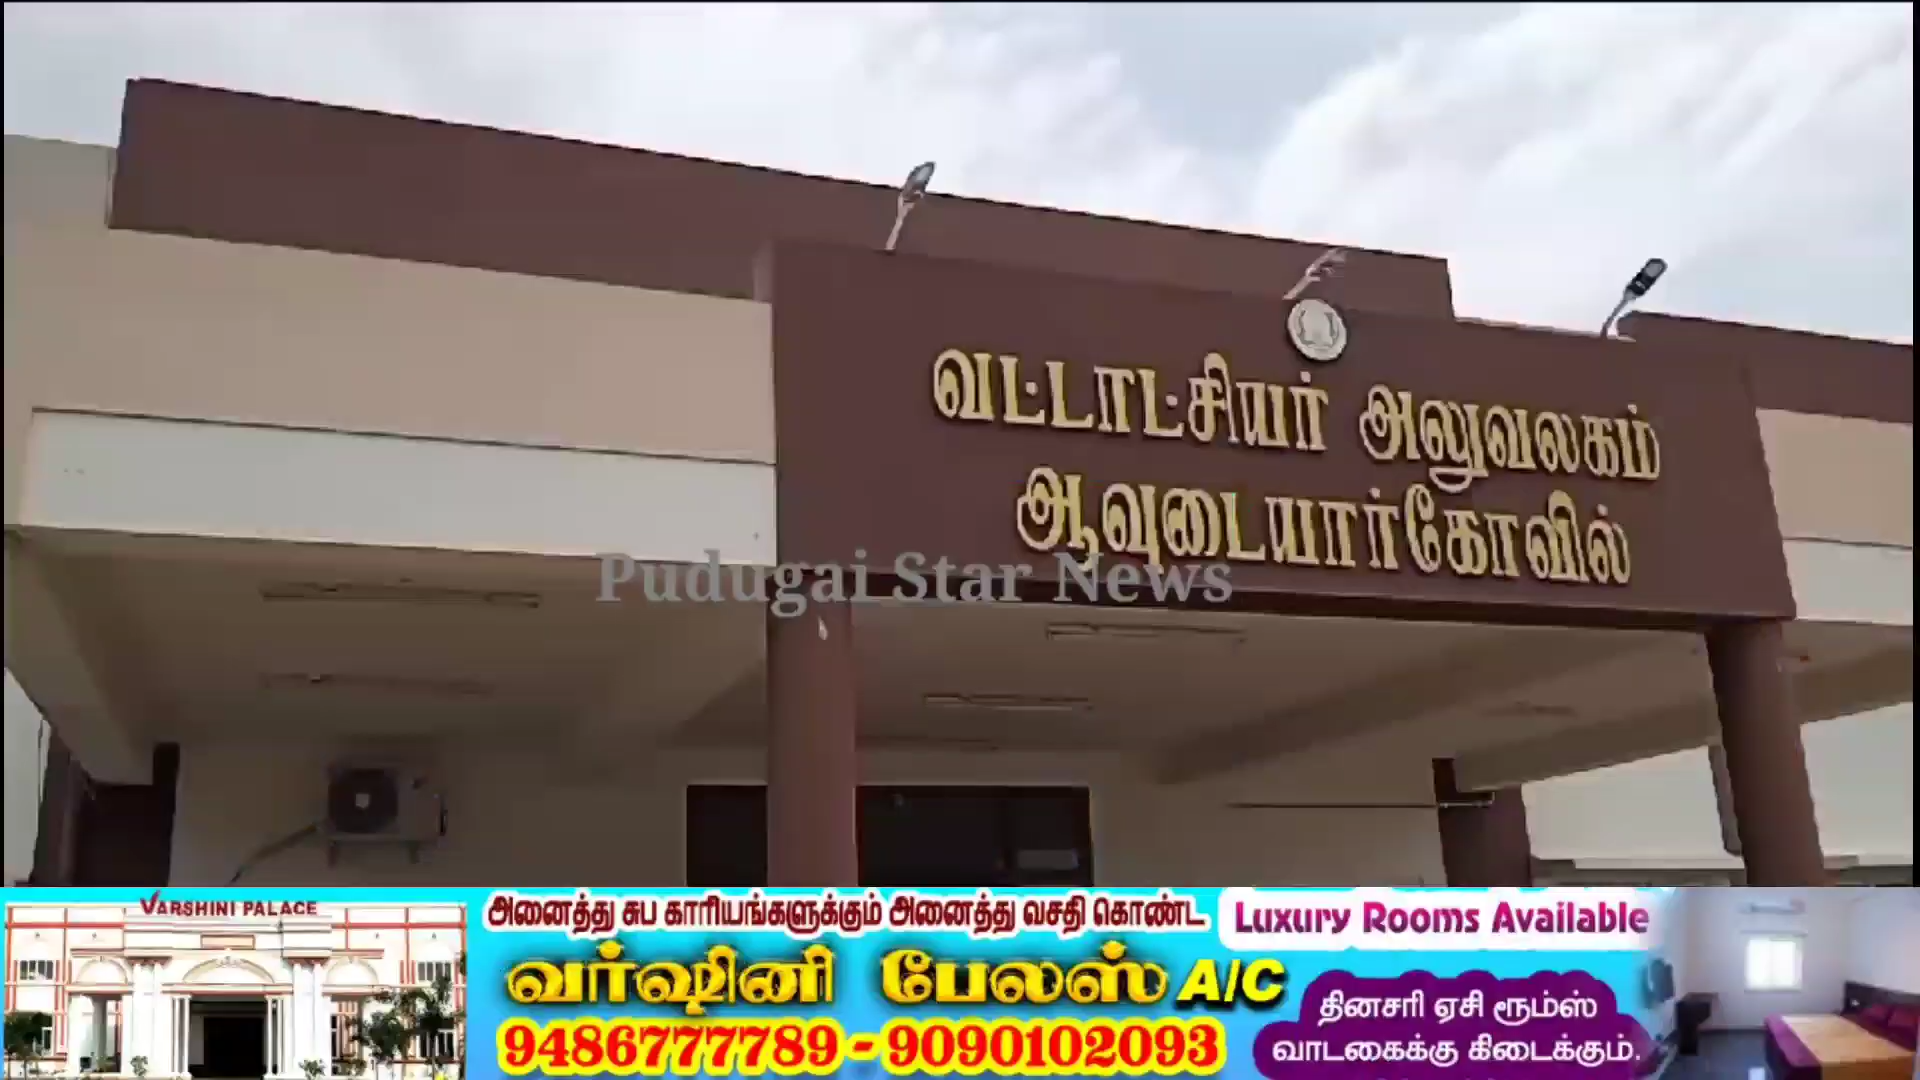 வட்டாட்சியர் அலுவலகம்
ஆவுடையார்கோவில்
Pudugai Star News
VARSHINI PALACE
அனைத்து சுப காரியங்களுக்கும் அனைத்து வசதி கொண்ட
வர்ஷினி பேலஸ் A/C
9486777789 - 9090102093
Luxury Rooms Available
தினசரி ஏசி ரூம்ஸ்
வாடகைக்கு கிடைக்கும்.